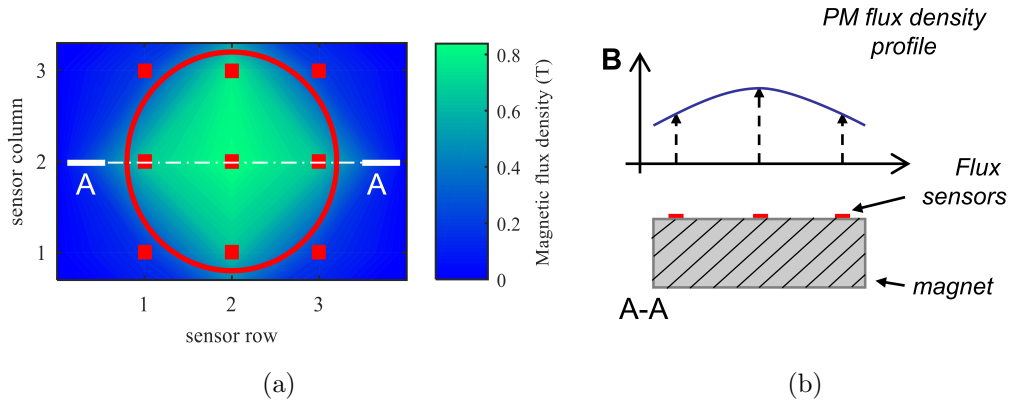 3
2
1
sensor column
A
A
1
2
3
sensor row
0.8
0.6
0.4
0.2
0
Magnetic flux density (T)
(a)
PM flux density
profile
B
Flux
sensors
magnet
A-A
(b)